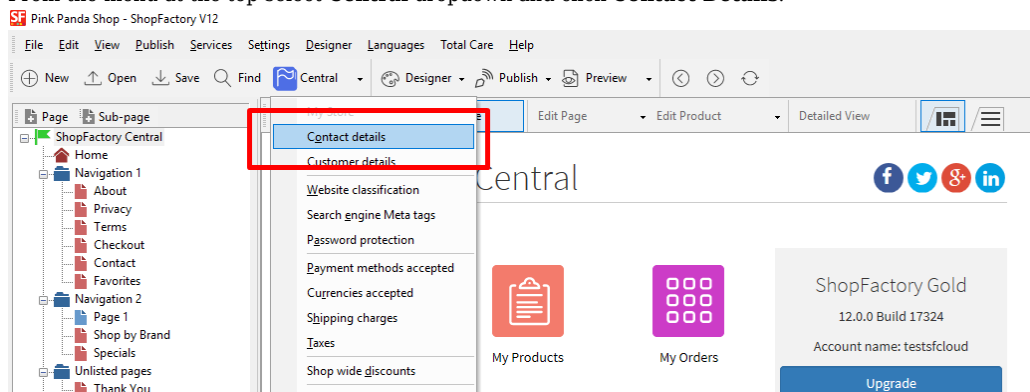 From the menu at the top select Central dropdown and click Contact Details.
SF Pink Panda Shop - ShopFactory V12
File Edit View Publish Services Settings Designer Languages Total Care Help
New Open Save Find Central Designer Publish Preview
Page Sub-page
My Store Edit Page Edit Product Detailed View
ShopFactory Central
Home
Navigation 1
About
Privacy
Terms
Checkout
Contact
Favorites
Navigation 2
Page 1
Shop by Brand
Specials
Unlisted pages
Thank You
Contact details
Customer details
Website classification
Search engine Meta tags
Password protection
Payment methods accepted
Currencies accepted
Shipping charges
Taxes
Shop wide discounts
Central
f g+ in
My Products
My Orders
ShopFactory Gold
12.0.0 Build 17324
Account name: testsfcloud
Upgrade